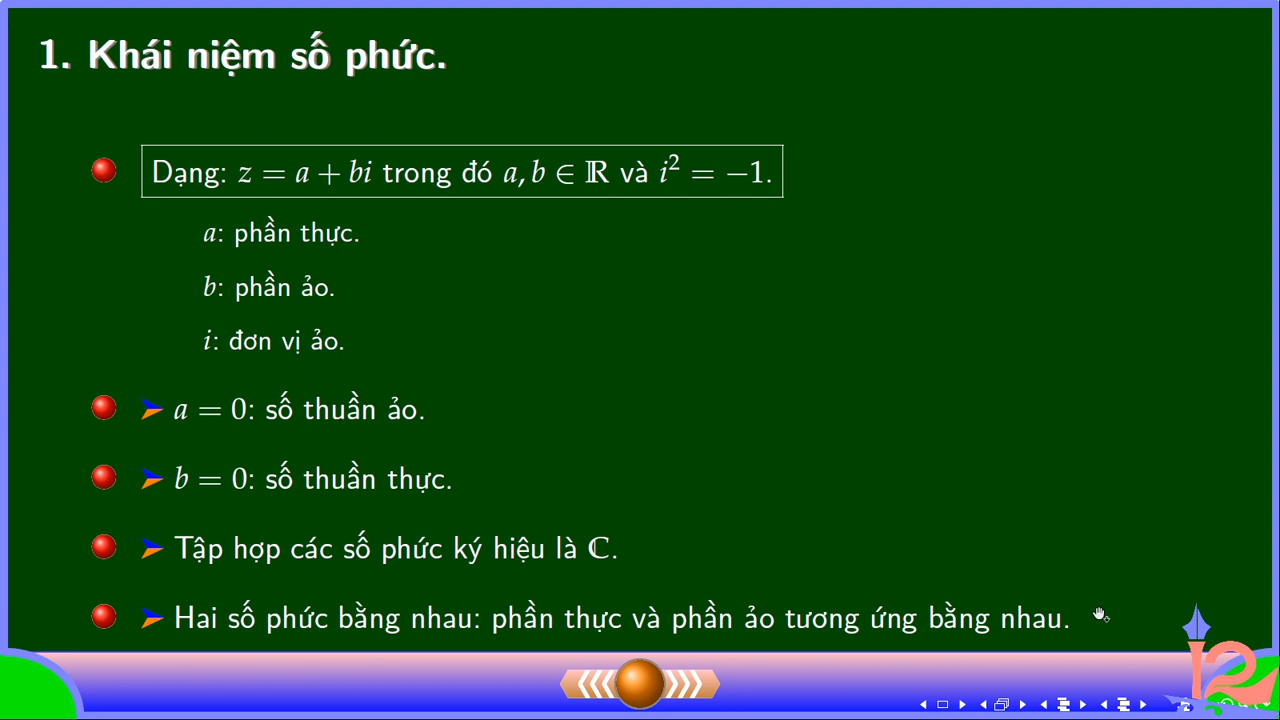 1. Khái niệm số phức.
Dạng: z = a + bi trong đó a, b ∈ ℝ và i² = −1.
a: phần thực.
b: phần ảo.
i: đơn vị ảo.
a = 0: số thuần ảo.
b = 0: số thuần thực.
Tập hợp các số phức ký hiệu là ℂ.
Hai số phức bằng nhau: phần thực và phần ảo tương ứng bằng nhau.
12